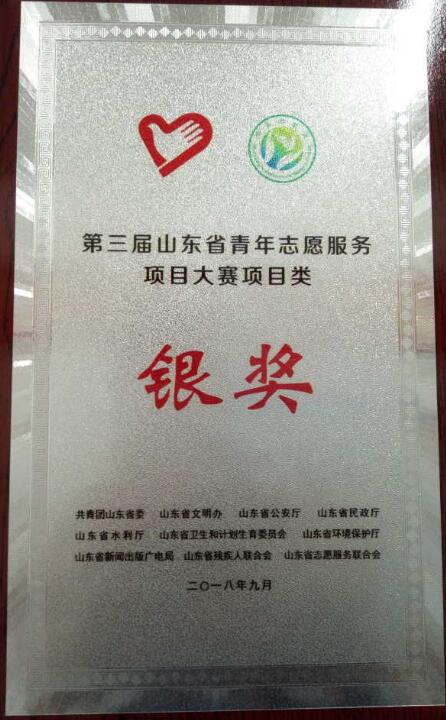 第三届山东省青年志愿服务
项目大赛项目类
银奖
共青团山东省委 山东省文明办 山东省公安厅 山东省民政厅
山东省水利厅 山东省卫生和计划生育委员会 山东省环境保护厅
山东省新闻出版广电局 山东省残疾人联合会 山东省志愿服务联合会
二〇一八年九月